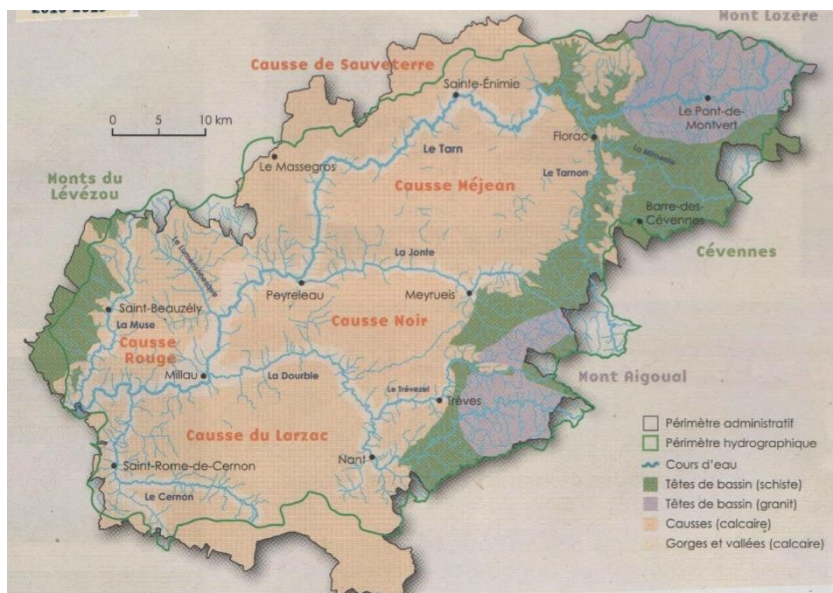 Mont Lozère
Causse de Sauveterre
Sainte-Énimie
0 5 10 km
Le Pont-de-
Montvert
Florac
La Mimente
Le Tarn
Le Massegros
Causse Méjean
Le Tarnon
Monts du
Lévézou
Barre-des-
Cévennes
Cévennes
Le Lumensonesque
La Jonte
Peyreleau
Meyrueis
Saint-Beauzély
La Muse
Causse Noir
Causse
Rouge
Millau
La Dourbie
Mont Aigoual
Le Trévezel
Trèves
Causse du Larzac
Nant
Saint-Rome-de-Cernon
Le Cernon
Périmètre administratif
Périmètre hydrographique
Cours d'eau
Têtes de bassin (schiste)
Têtes de bassin (granit)
Causses (calcaire)
Gorges et vallées (calcaire)